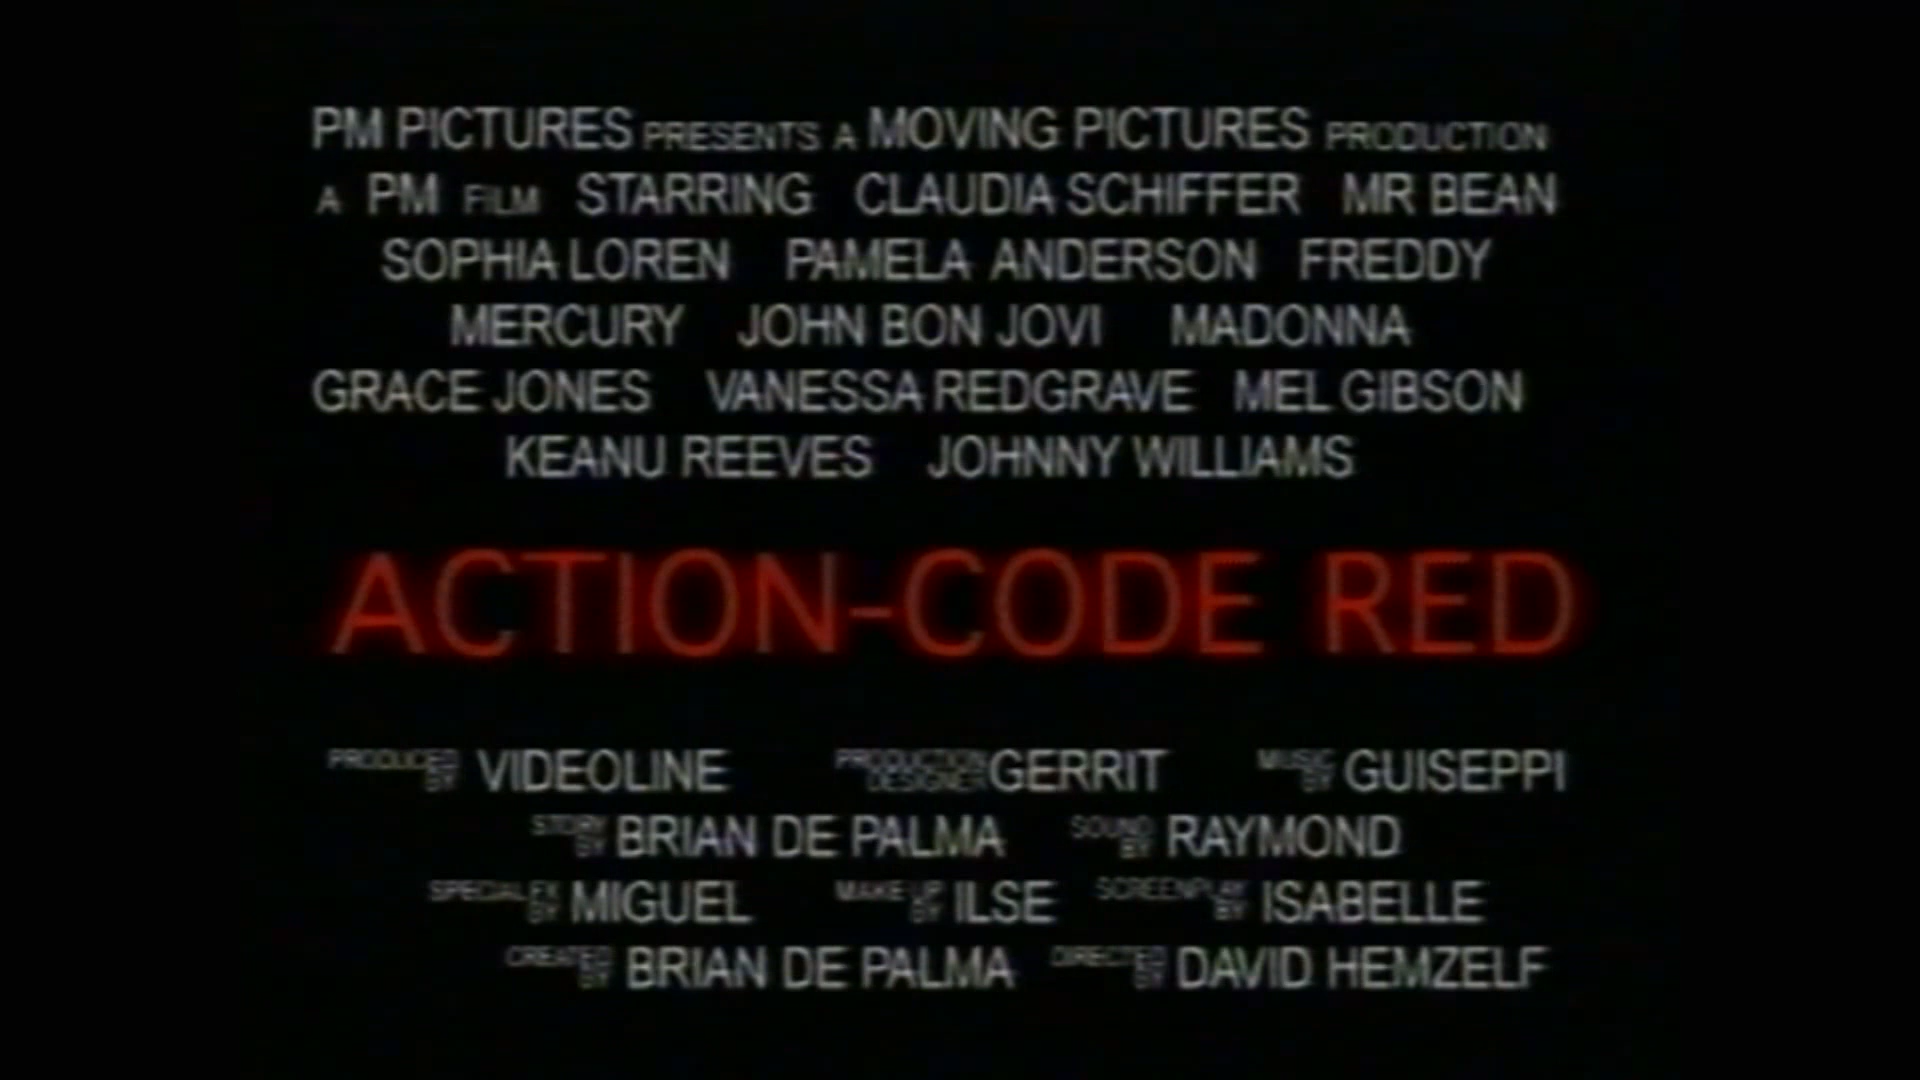 PM PICTURES PRESENTS A MOVING PICTURES PRODUCTION
A PM FILM STARRING CLAUDIA SCHIFFER MR BEAN
SOPHIA LOREN PAMELA ANDERSON FREDDY
MERCURY JOHN BON JOVI MADONNA
GRACE JONES VANESSA REDGRAVE MEL GIBSON
KEANU REEVES JOHNNY WILLIAMS
ACTION-CODE RED
PRODUCED BY VIDEOLINE PRODUCTION DESIGNER GERRIT MUSIC BY GUISEPPI
STORY BY BRIAN DE PALMA SOUND BY RAYMOND
SPECIAL FX BY MIGUEL MAKE UP BY ILSE SCREENPLAY BY ISABELLE
CREATED BY BRIAN DE PALMA DIRECTED BY DAVID HEMZELF